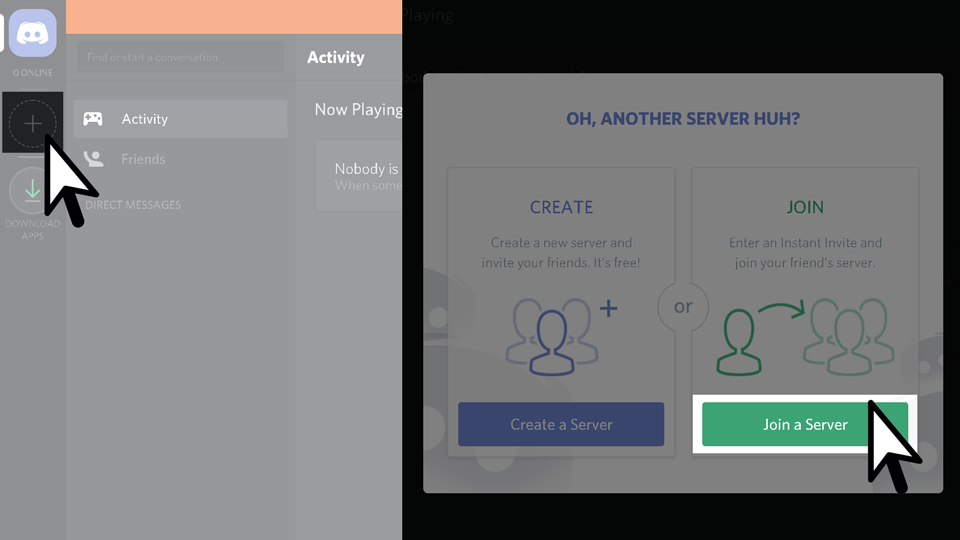 0 ONLINE
DOWNLOAD
APPS
Find or start a conversation
Activity
Friends
DIRECT MESSAGES
Activity
Now Playing
Nobody is
When some
Playing
OH, ANOTHER SERVER HUH?
CREATE
Create a new server and
invite your friends. It's free!
Create a Server
or
JOIN
Enter an Instant Invite and
join your friend's server.
Join a Server